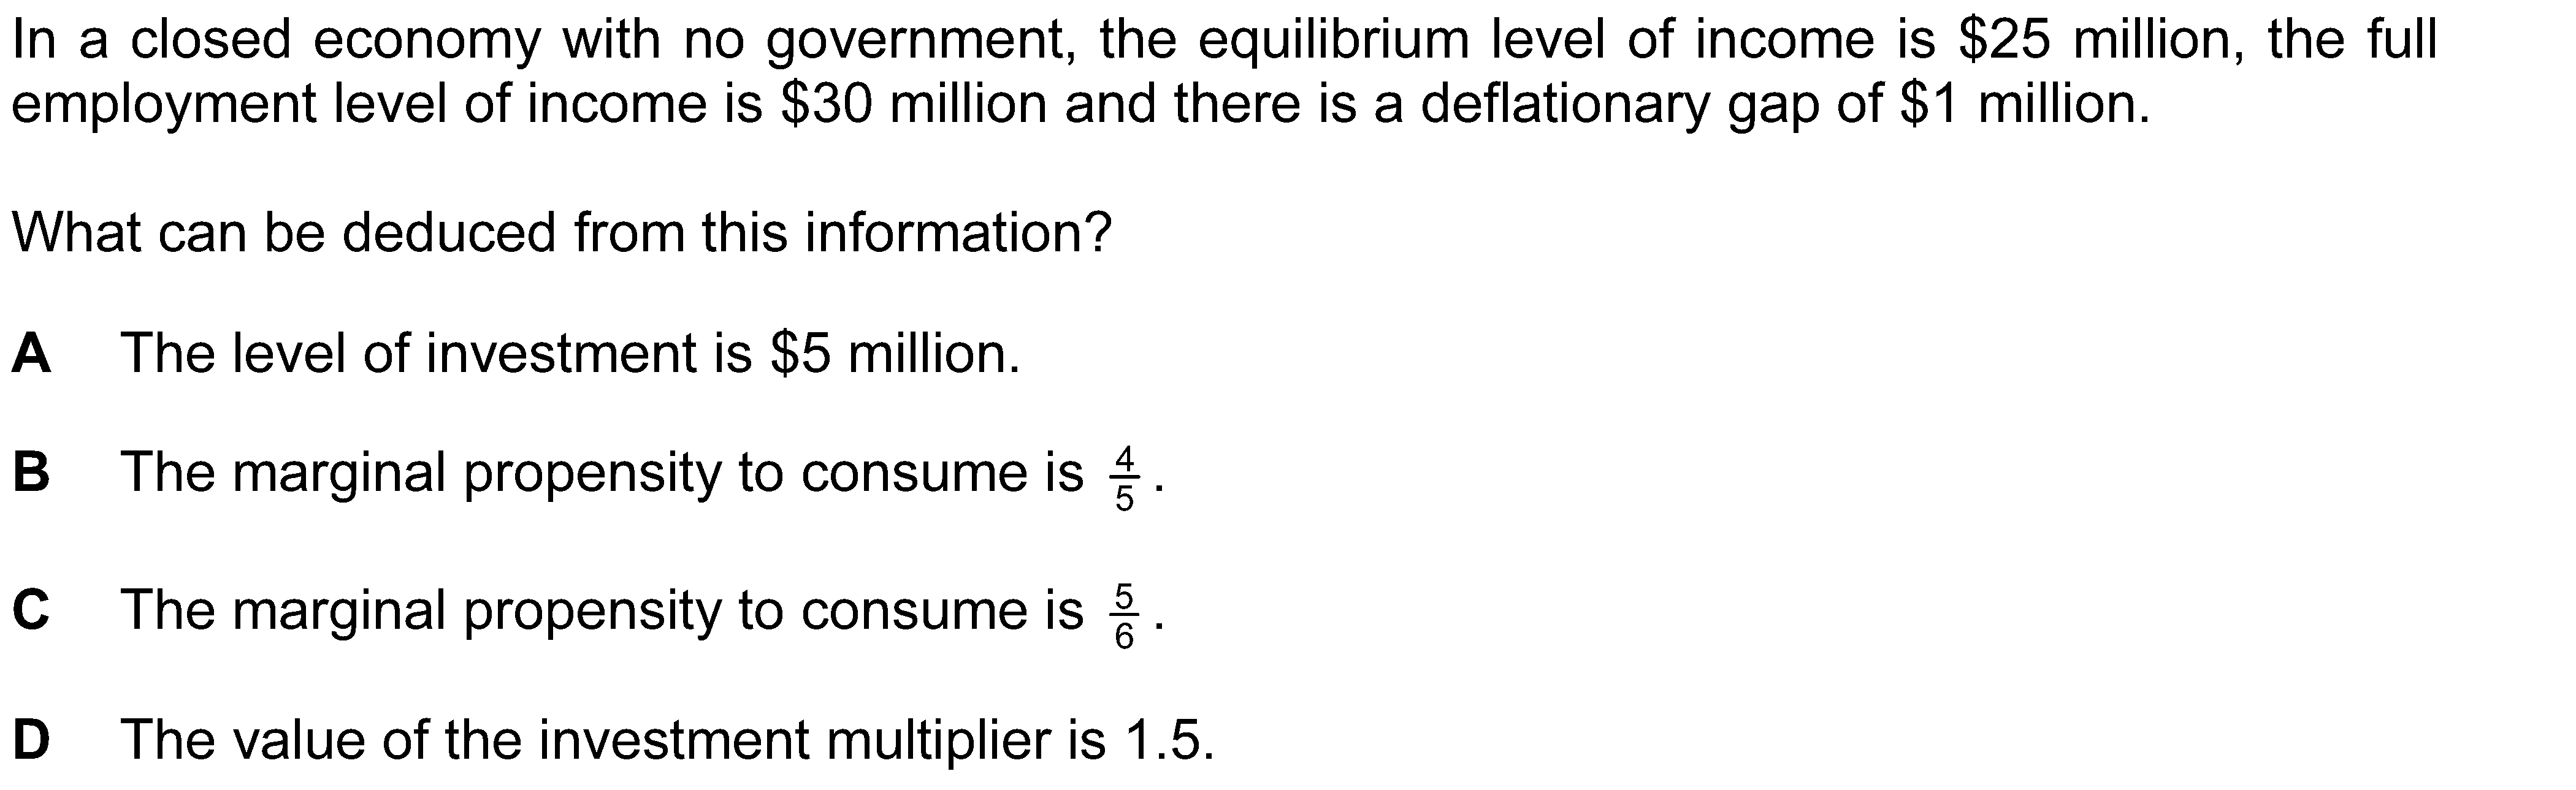 In a closed economy with no government, the equilibrium level of income is $25 million, the full
employment level of income is $30 million and there is a deflationary gap of $1 million.
What can be deduced from this information?
A The level of investment is $5 million.
B The marginal propensity to consume is 4/5.
C The marginal propensity to consume is 5/6.
D The value of the investment multiplier is 1.5.